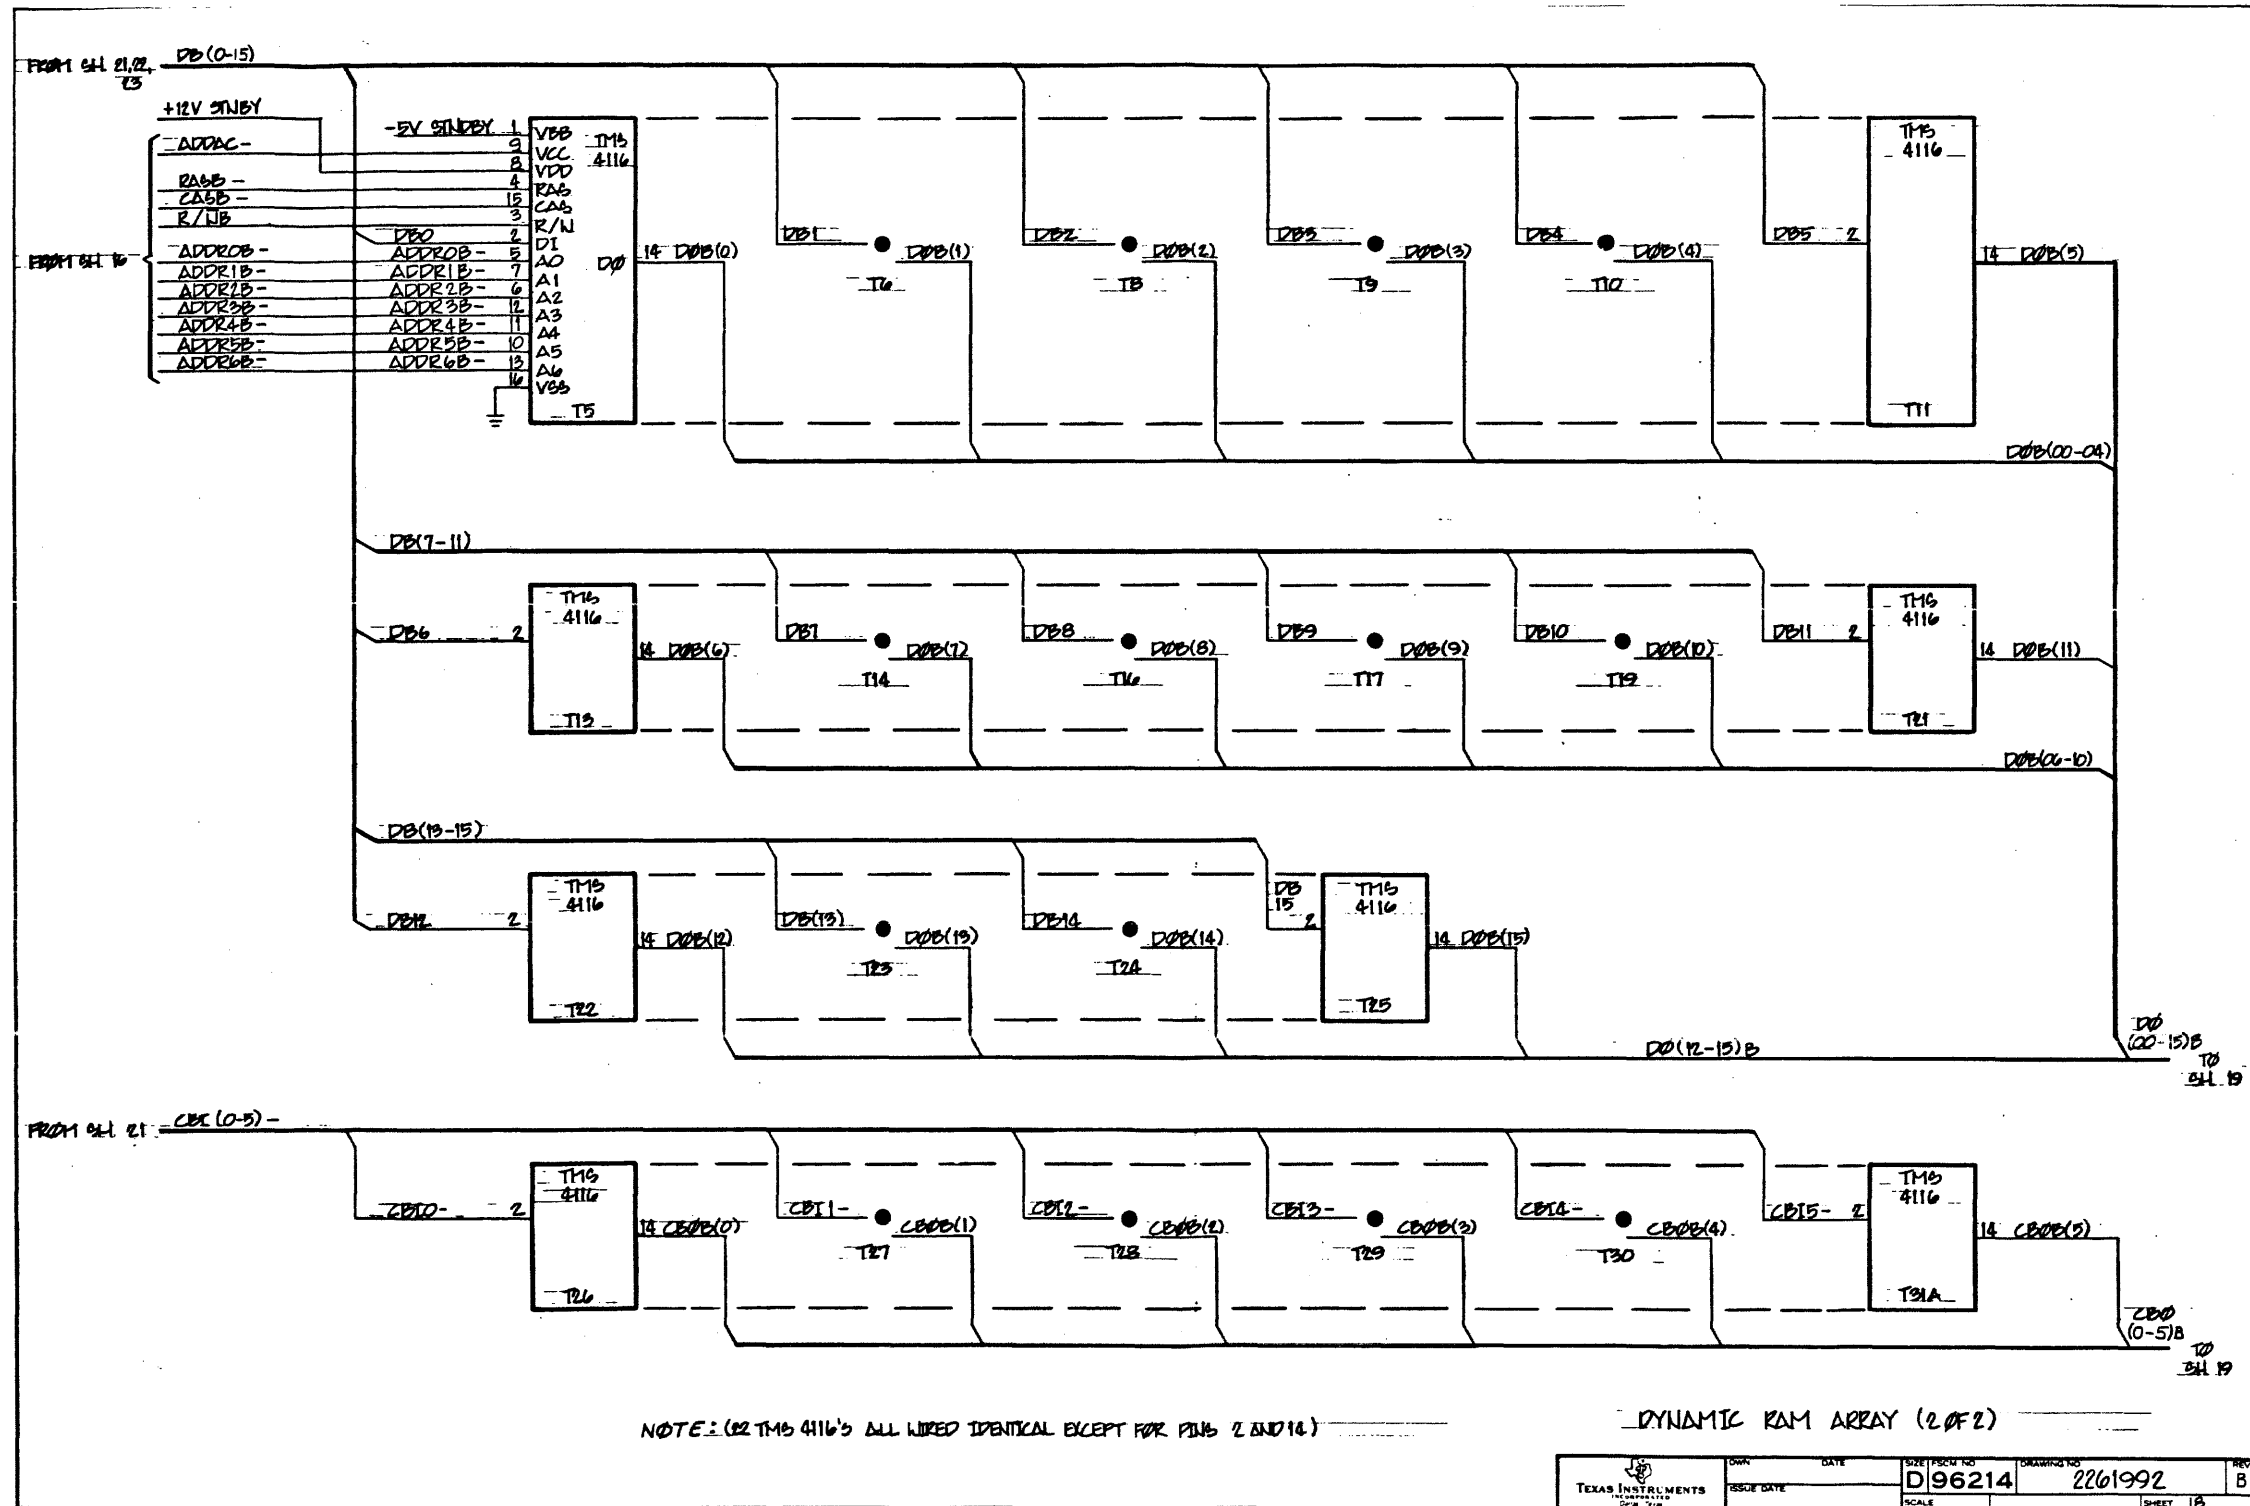 FRØM SH. 21,22,
23
DB(0-15)
+12V STNBY
-5V STNDBY 1 VBB
TMS
4116
ADDAC- 9 VCC
8 VDD
RASB- 4 RAS
CASB- 15 CAS
R/WB 3 R/W
DB0 2 DI
FRØM SH 16
ADDR0B- ADDR0B- 5 A0
ADDR1B- ADDR1B- 7 A1
ADDR2B- ADDR2B- 6 A2
ADDR3B- ADDR3B- 12 A3
ADDR4B- ADDR4B- 11 A4
ADDR5B- ADDR5B- 10 A5
ADDR6B- ADDR6B- 13 A6
16 VSS
T5
DØ 14 DØB(0)
DB1 DØB(1)
T6
DB2 DØB(2)
T8
DB3 DØB(3)
T9
DB4 DØB(4)
T10
DB5 2
TMS
4116
T11
14 DØB(5)
DØB(00-04)
DB(7-11)
DB6 2
TMS
4116
T13
14 DØB(6)
DB7 DØB(7)
T14
DB8 DØB(8)
T16
DB9 DØB(9)
T17
DB10 DØB(10)
T19
DB11 2
TMS
4116
T21
14 DØB(11)
DØB(06-10)
DB(13-15)
DB12 2
TMS
4116
T22
14 DØB(12)
DB(13) DØB(13)
T23
DB14 DØB(14)
T24
DB
15
2
TMS
4116
T25
14 DØB(15)
DØ(12-15)B
DØ
(00-15)B
TØ
SH. 19
FRØM SH 21 CBI(0-5)-
CBI0- 2
TMS
4116
T26
14 CBØB(0)
CBI1- CBØB(1)
T27
CBI2- CBØB(2)
T28
CBI3- CBØB(3)
T29
CBI4- CBØB(4)
T30
CBI5- 2
TMS
4116
T31A
14 CBØB(5)
CBØ
(0-5)B
TØ
SH. 19
NØTE: (22 TMS 4116'S ALL WIRED IDENTICAL EXCEPT FØR PINS 2 AND 14)
DYNAMIC RAM ARRAY (2 ØF 2)
TEXAS INSTRUMENTS
INCORPORATED
DWN DATE
ISSUE DATE
SIZE D
FSCM NO 96214
DRAWING NO 2261992
REV B
SCALE
SHEET 18